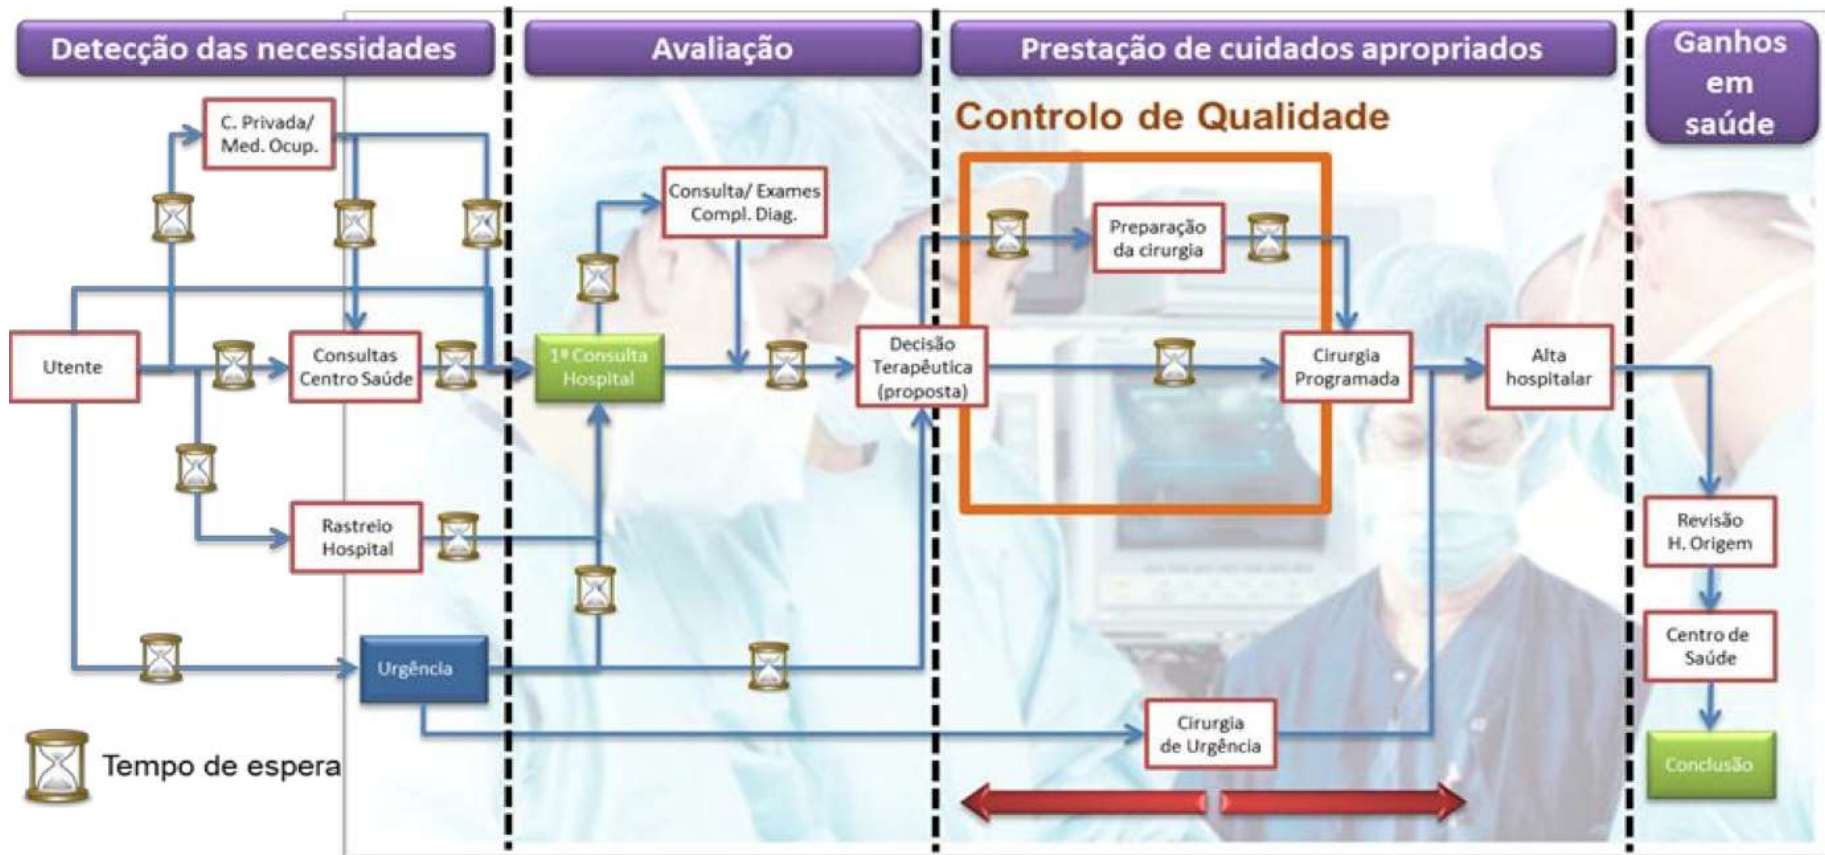 Detecção das necessidades
Avaliação
Prestação de cuidados apropriados
Ganhos
em
saúde
C. Privada/
Med. Ocup.
Controlo de Qualidade
Consulta/ Exames
Compl. Diag.
Preparação
da cirurgia
Utente
Consultas
Centro Saúde
1ª Consulta
Hospital
Decisão
Terapêutica
(proposta)
Cirurgia
Programada
Alta
hospitalar
Rastreio
Hospital
Revisão
H. Origem
Urgência
Centro de
Saúde
Cirurgia
de Urgência
Conclusão
Tempo de espera